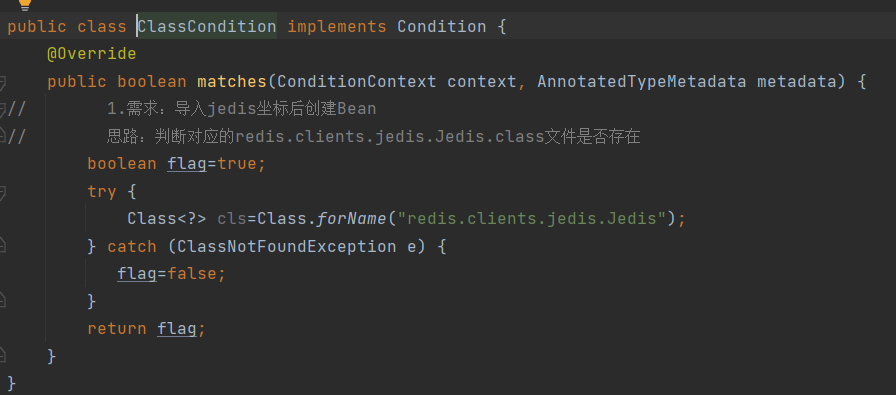 public class ClassCondition implements Condition {
@Override
public boolean matches(ConditionContext context, AnnotatedTypeMetadata metadata) {
// 1.需求：导入jedis坐标后创建Bean
// 思路：判断对应的redis.clients.jedis.Jedis.class文件是否存在
boolean flag=true;
try {
Class<?> cls=Class.forName("redis.clients.jedis.Jedis");
} catch (ClassNotFoundException e) {
flag=false;
}
return flag;
}
}